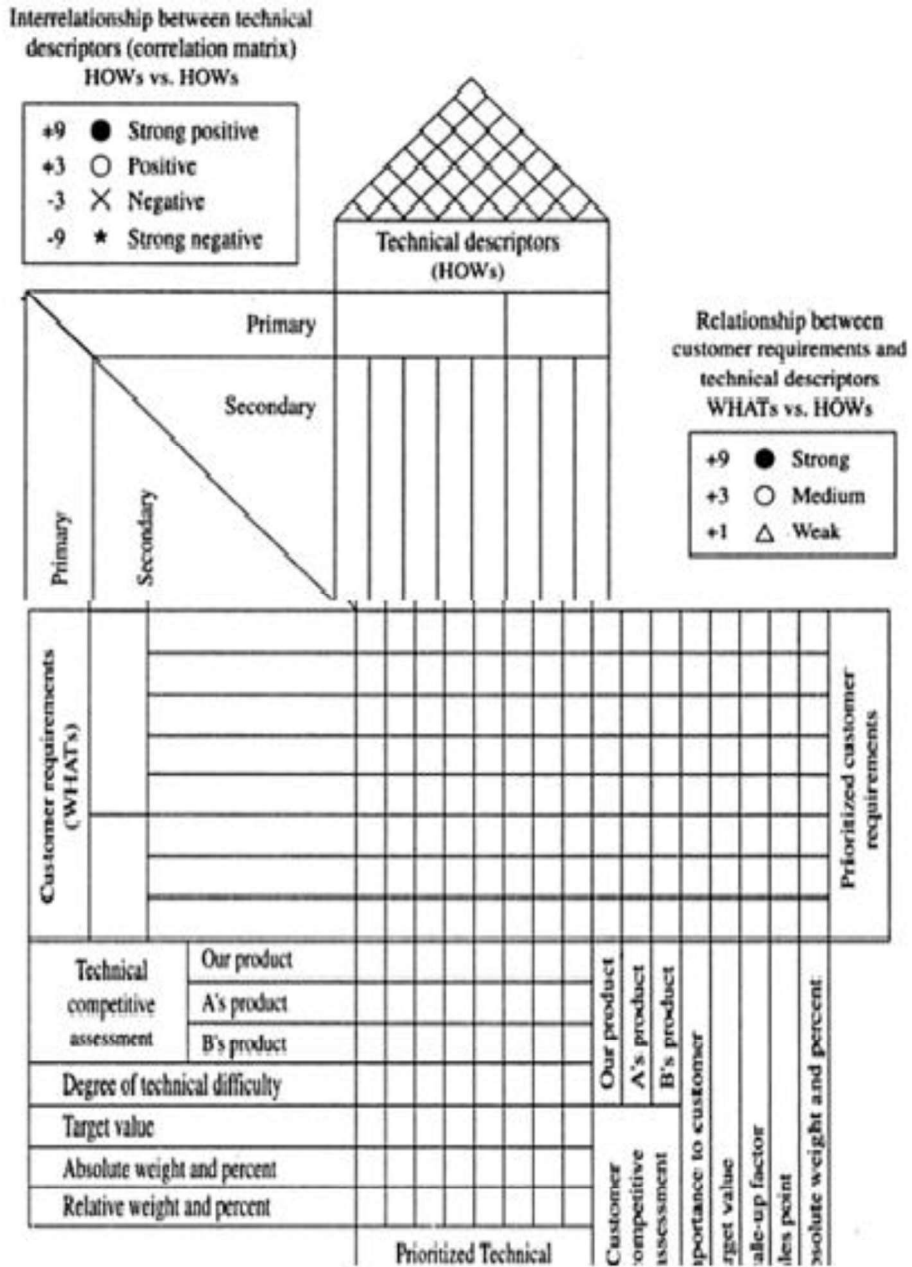 Interrelationship between technical
descriptors (correlation matrix)
HOWs vs. HOWs
+9 ● Strong positive
+3 ○ Positive
-3 × Negative
-9 ★ Strong negative
Technical descriptors
(HOWs)
Primary
Secondary
Primary
Secondary
Relationship between
customer requirements and
technical descriptors
WHATs vs. HOWs
+9 ● Strong
+3 ○ Medium
+1 △ Weak
Customer requirements
(WHATs)
Prioritized customer
requirements
Technical
competitive
assessment
Our product
A's product
B's product
Degree of technical difficulty
Target value
Absolute weight and percent
Relative weight and percent
Prioritized Technical
Our product
A's product
B's product
Customer
ompetitive
ssessment
portance to customer
rget value
ale-up factor
les point
solute weight and percent